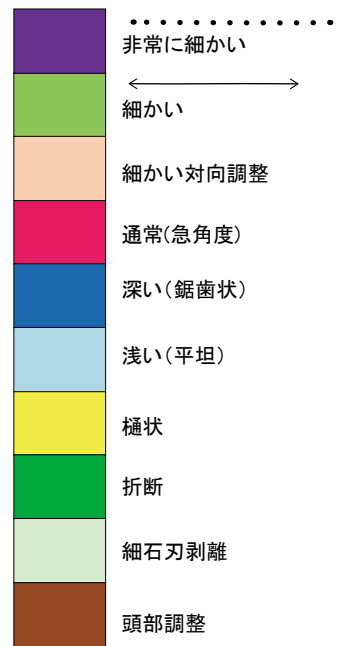 非常に細かい
細かい
細かい対向調整
通常(急角度)
深い(鋸歯状)
浅い(平坦)
樋状
折断
細石刃剥離
頭部調整